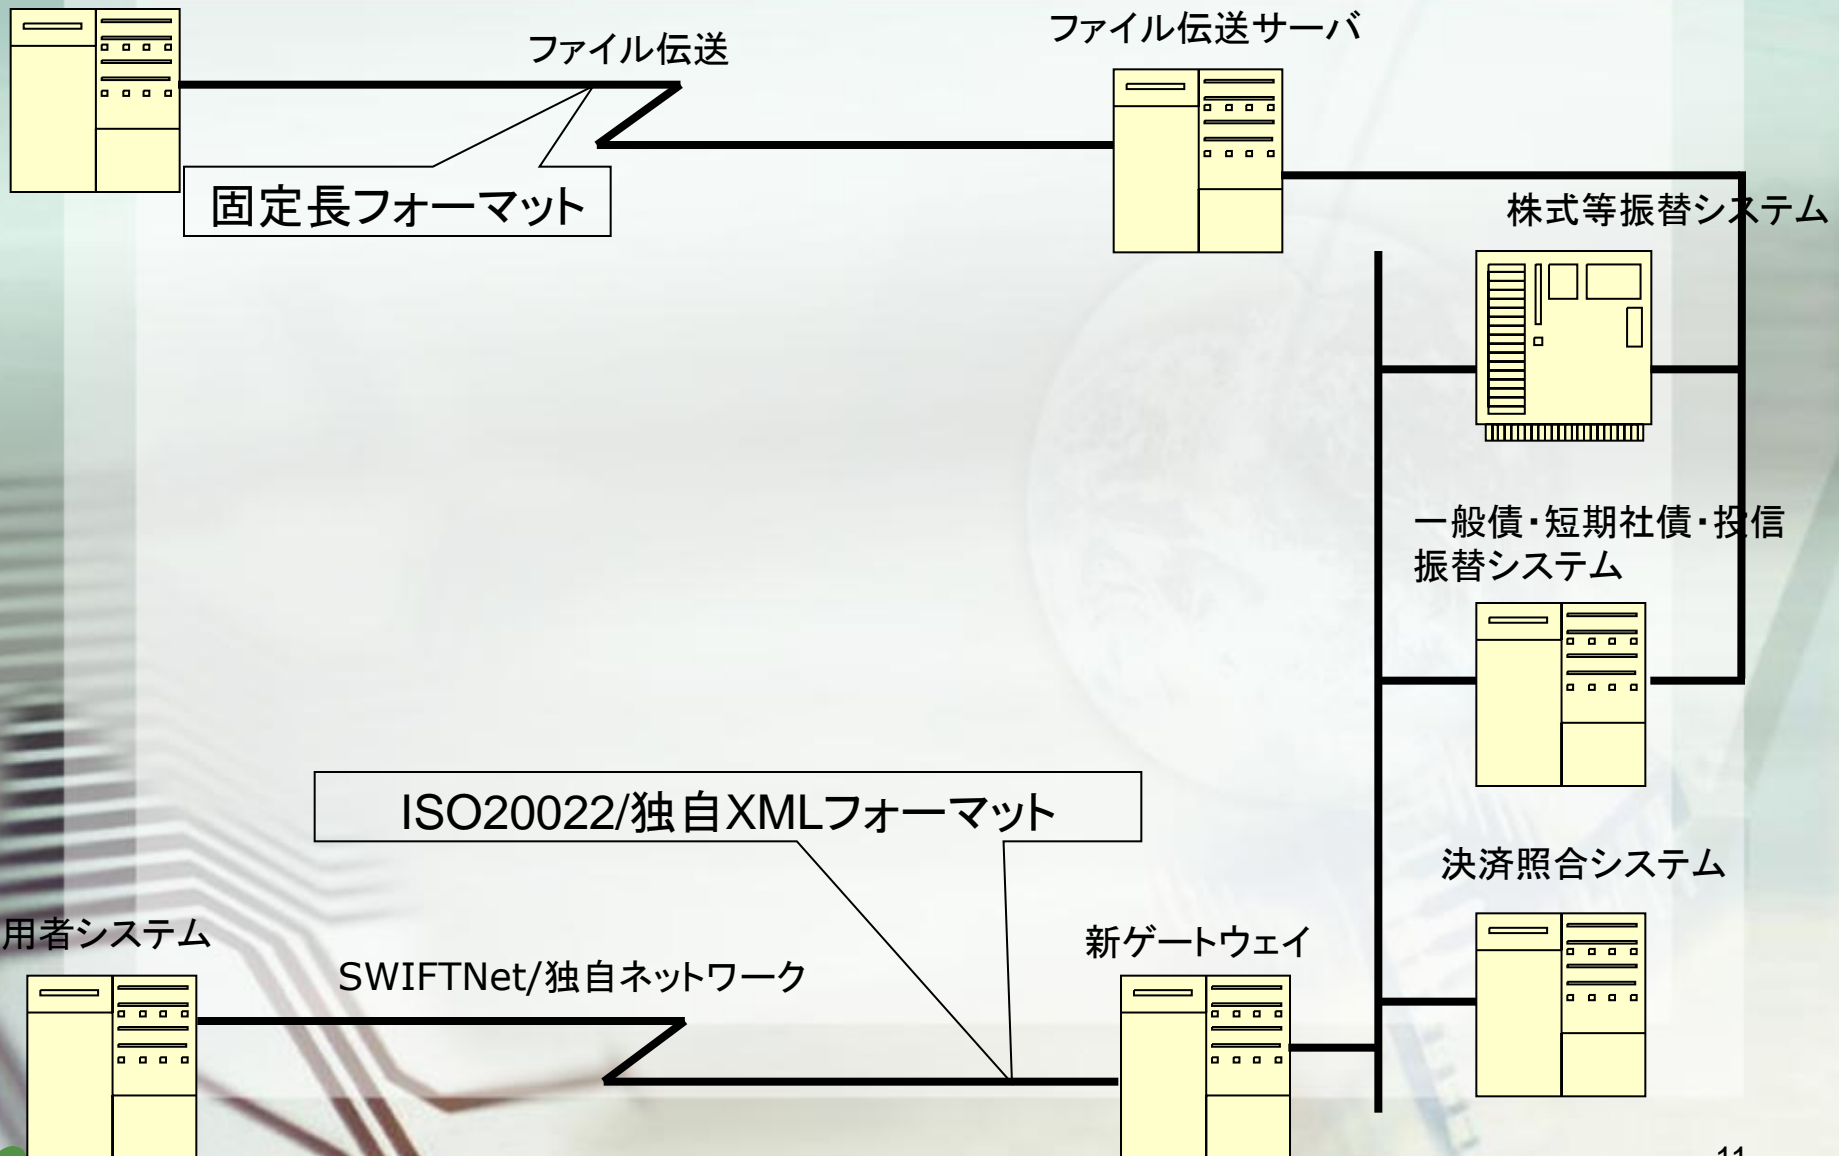 ファイル伝送サーバ
ファイル伝送
固定長フォーマット
株式等振替システム
一般債・短期社債・投信
振替システム
ISO20022/独自XMLフォーマット
決済照合システム
用者システム
新ゲートウェイ
SWIFTNet/独自ネットワーク
11